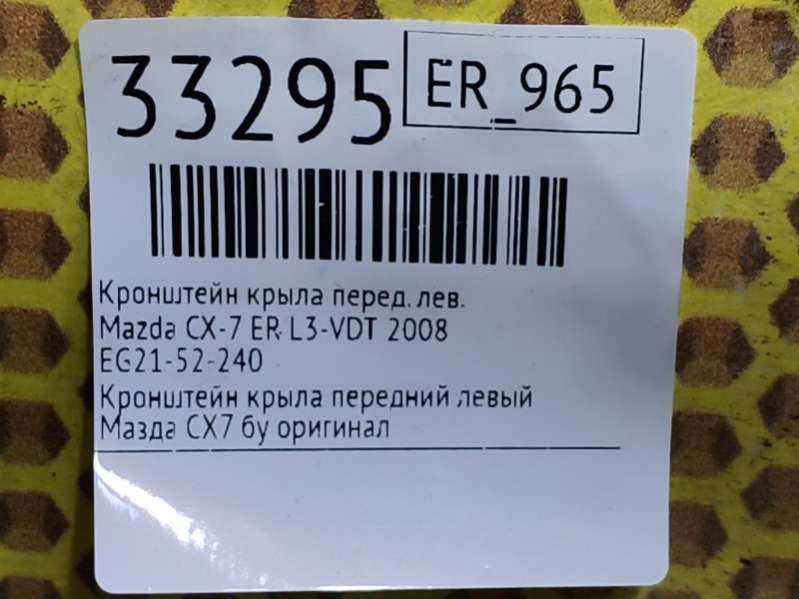 33295
ER_965
Кронштейн крыла перед. лев.
Mazda CX-7 ER L3-VDT 2008
EG21-52-240
Кронштейн крыла передний левый
Мазда СХ7 бу оригинал